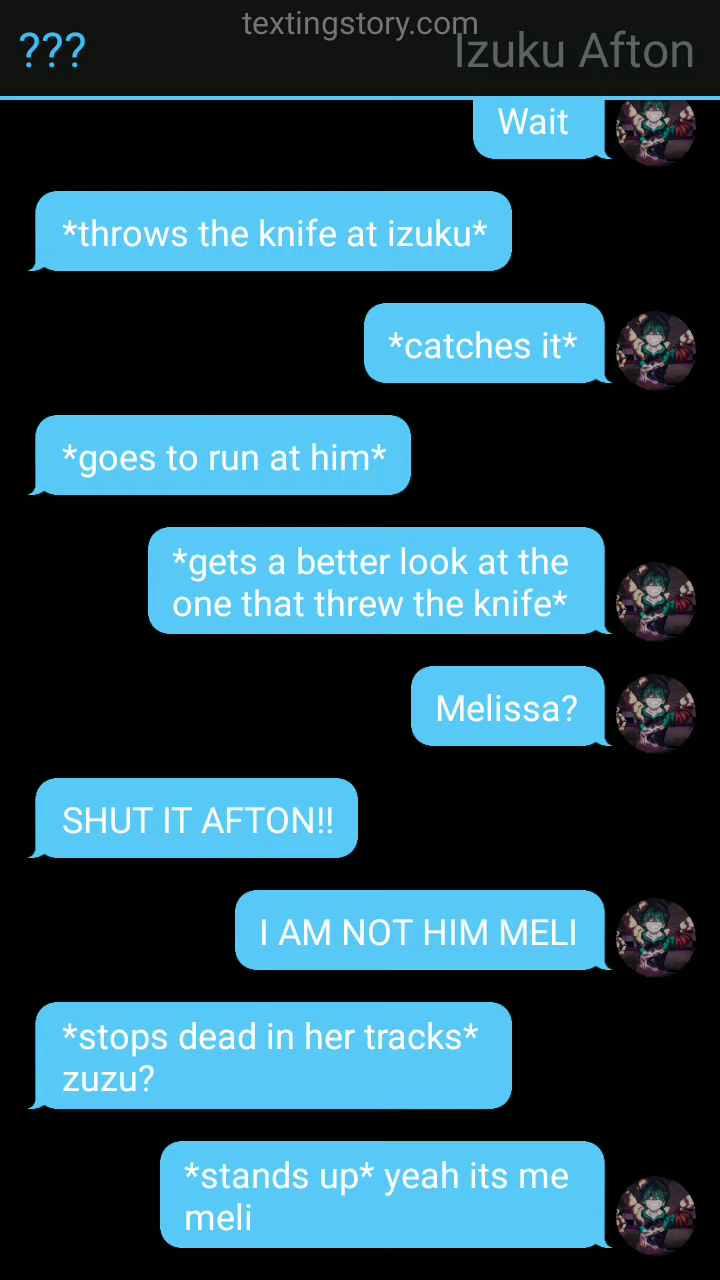 textingstory.com
???
Izuku Afton
Wait
*throws the knife at izuku*
*catches it*
*goes to run at him*
*gets a better look at the
one that threw the knife*
Melissa?
SHUT IT AFTON!!
I AM NOT HIM MELI
*stops dead in her tracks*
zuzu?
*stands up* yeah its me
meli